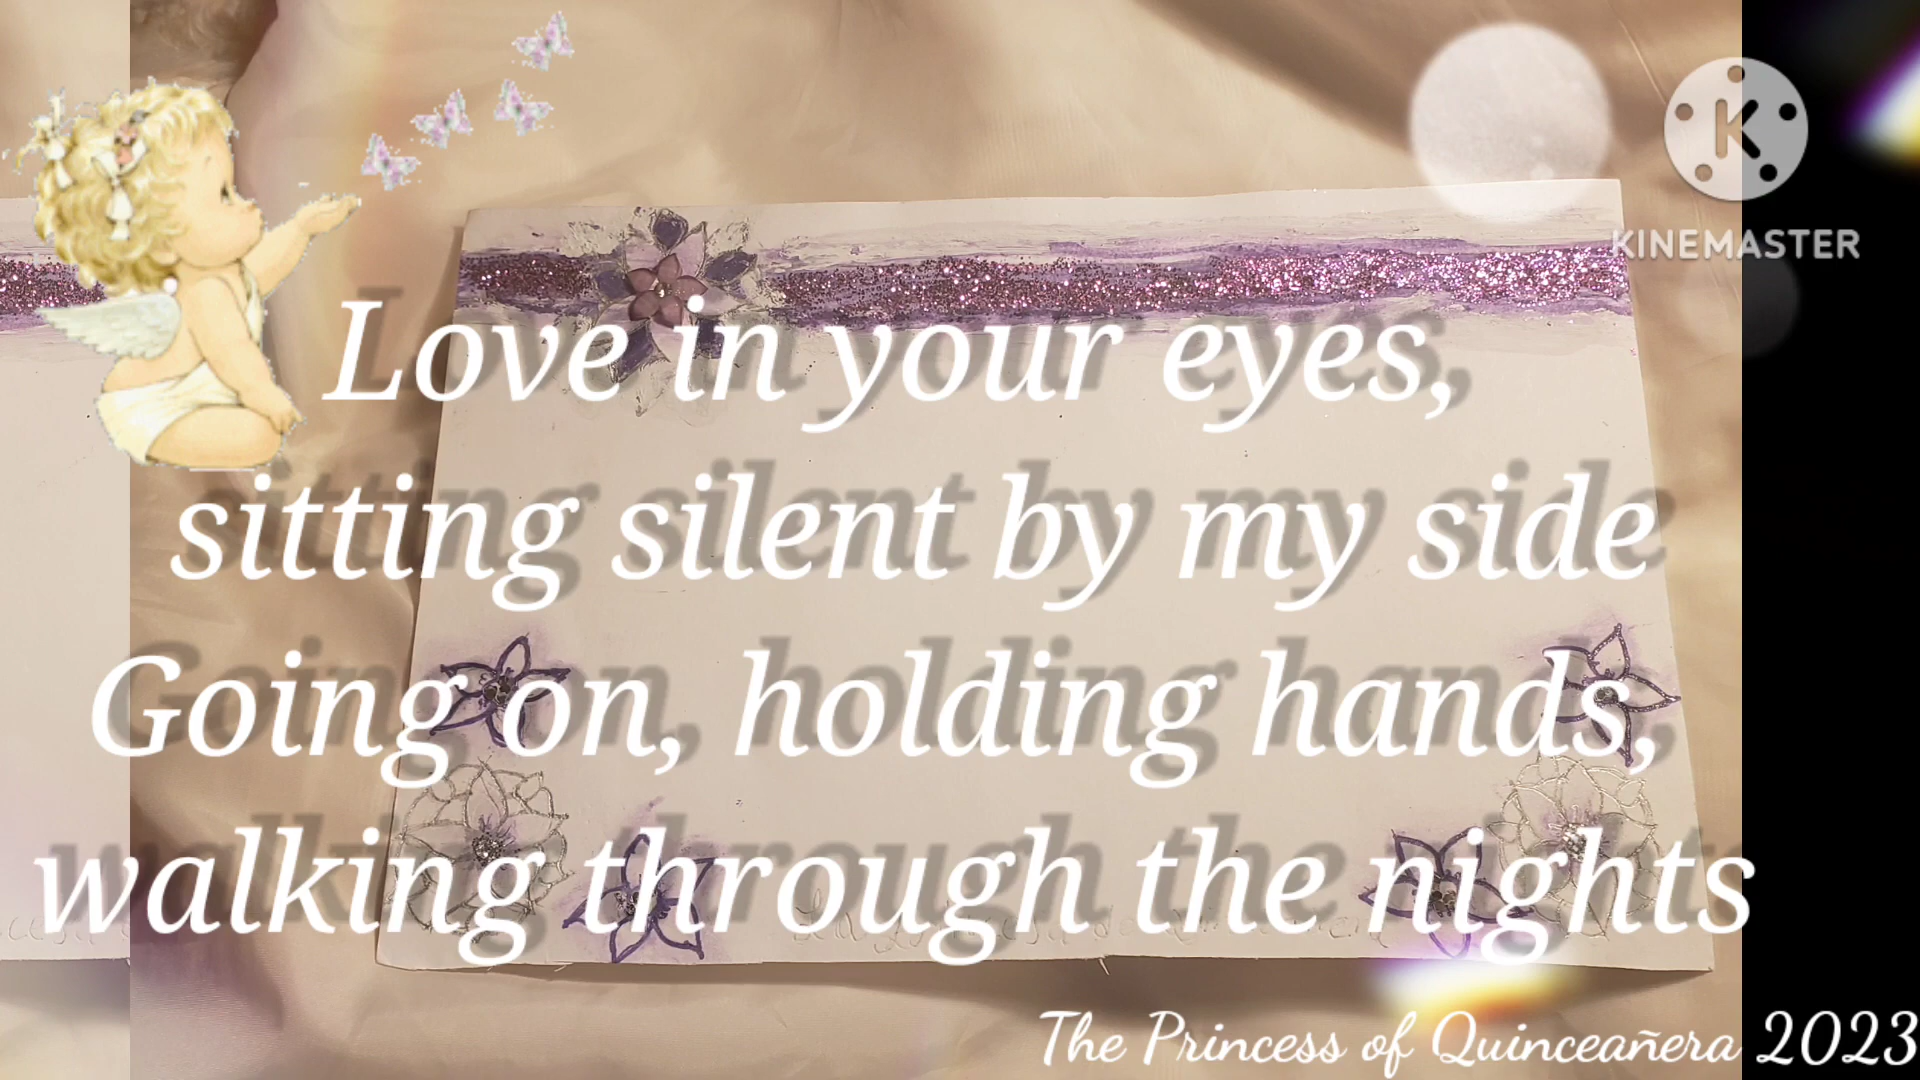 KINEMASTER
Love in your eyes,
sitting silent by my side
Going on, holding hands,
walking through the nights
The Princess of Quinceañera 2023